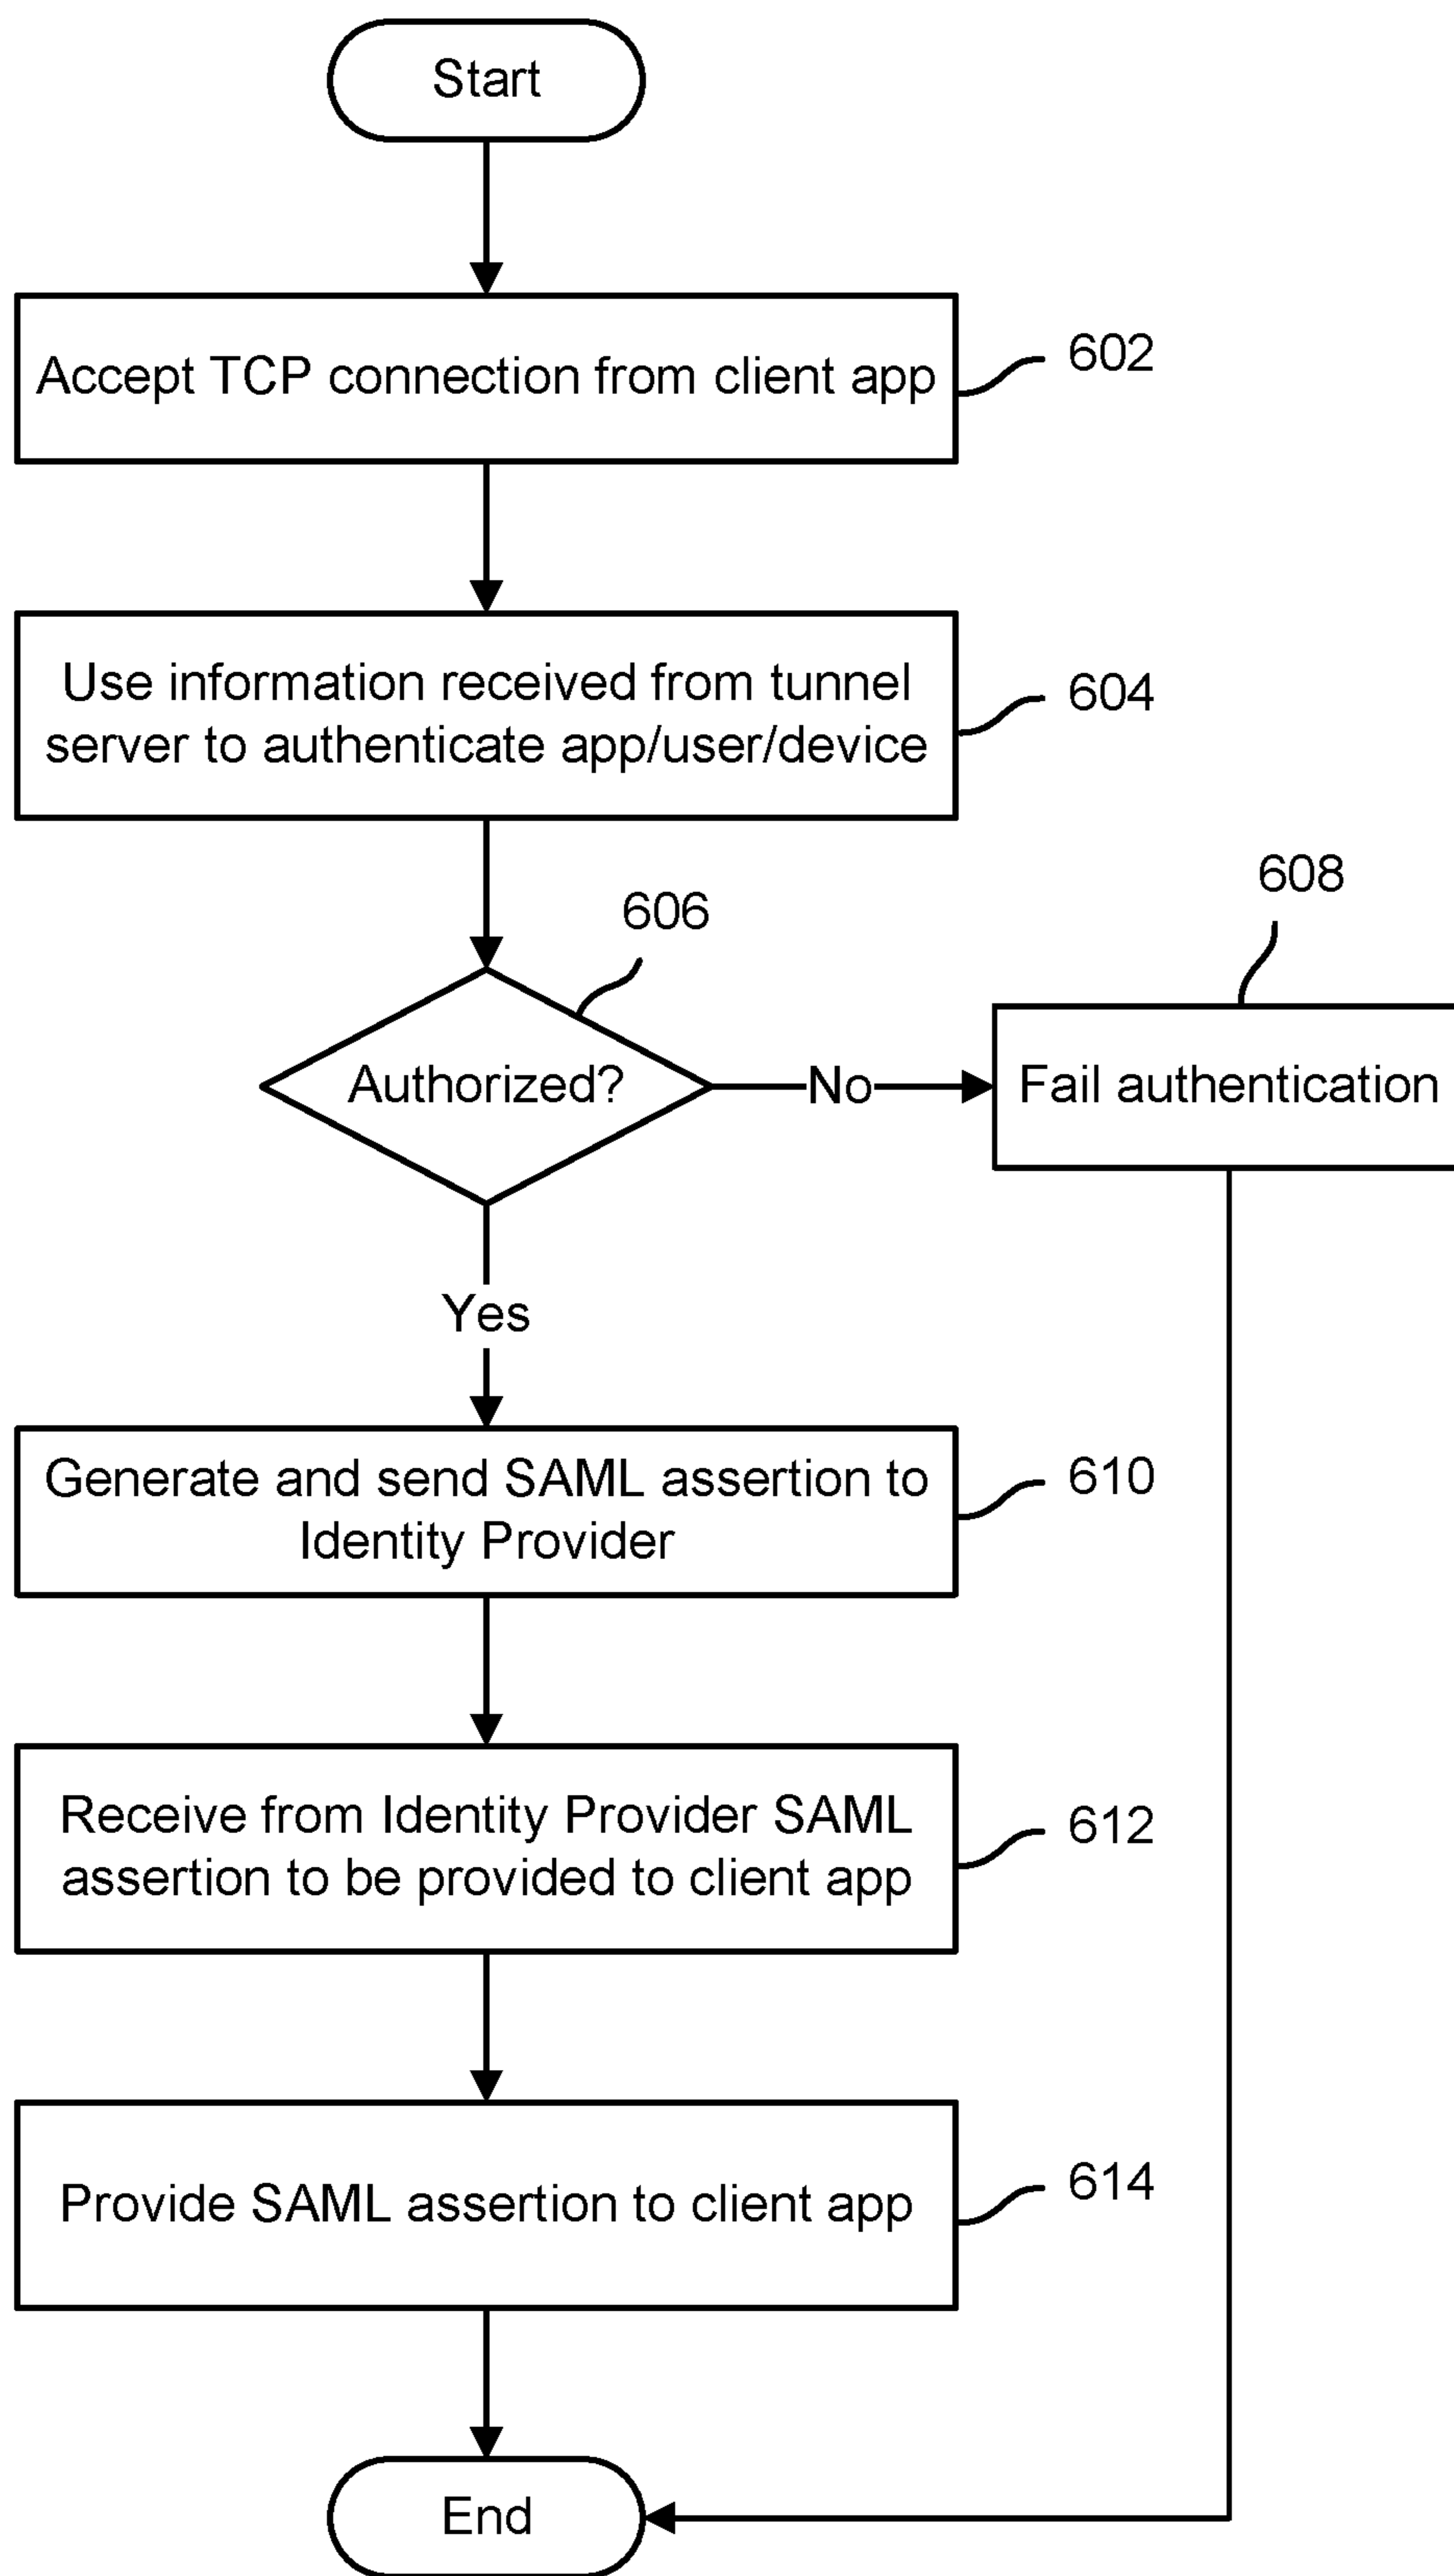 Start
Accept TCP connection from client app
602
Use information received from tunnel
server to authenticate app/user/device
604
606
608
Authorized?
No
Fail authentication
Yes
Generate and send SAML assertion to
Identity Provider
610
Receive from Identity Provider SAML
assertion to be provided to client app
612
Provide SAML assertion to client app
614
End